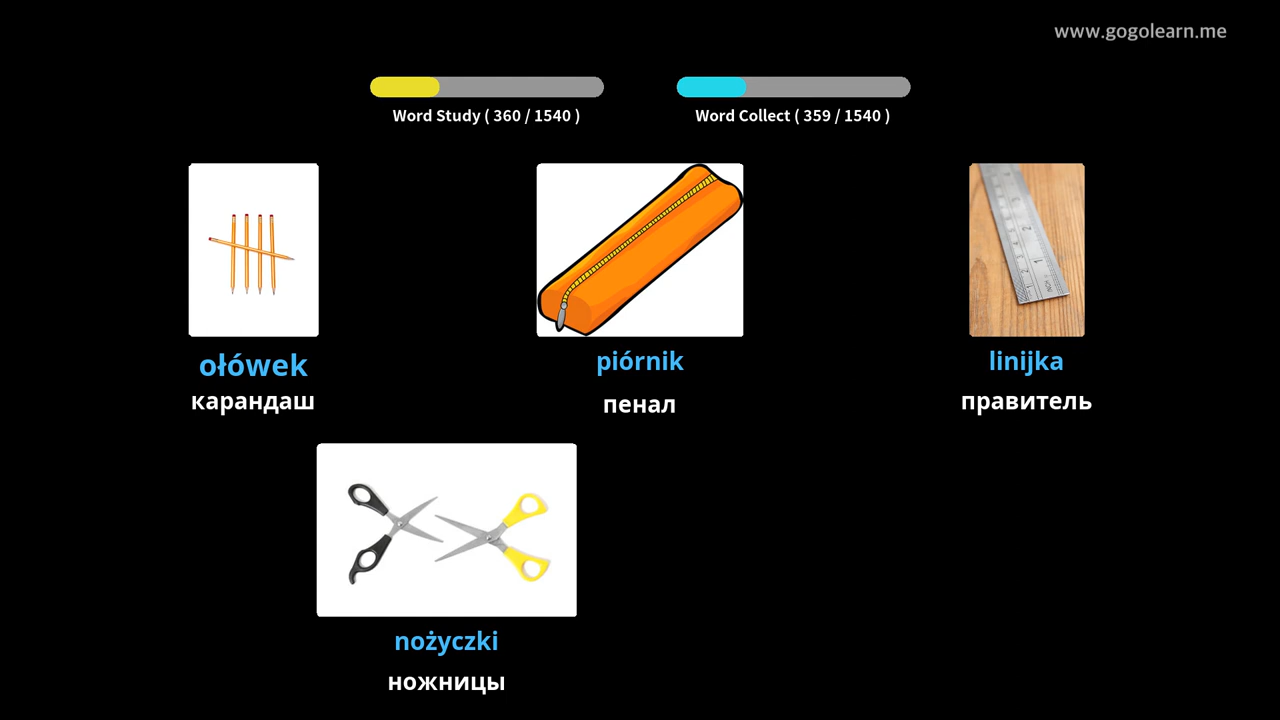 www.gogolearn.me
Word Study ( 360 / 1540 )
Word Collect ( 359 / 1540 )
ołówek
карандаш
piórnik
пенал
linijka
правитель
nożyczki
ножницы